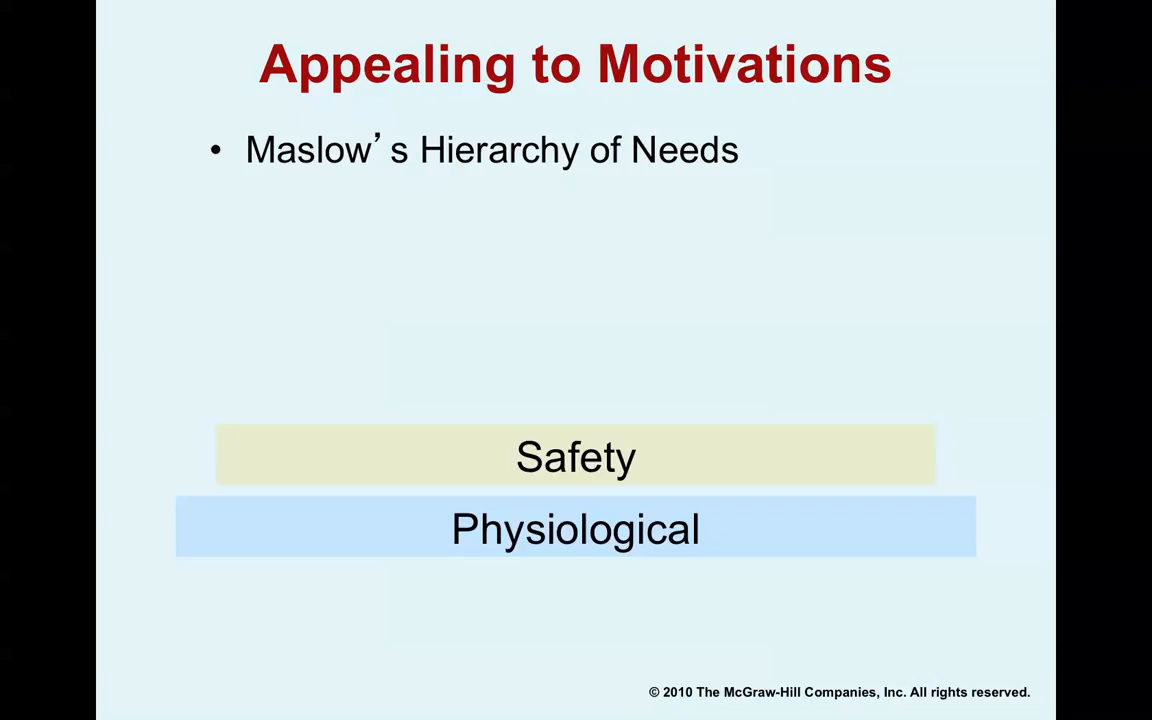 Appealing to Motivations
• Maslow’s Hierarchy of Needs
Safety
Physiological
© 2010 The McGraw-Hill Companies, Inc. All rights reserved.